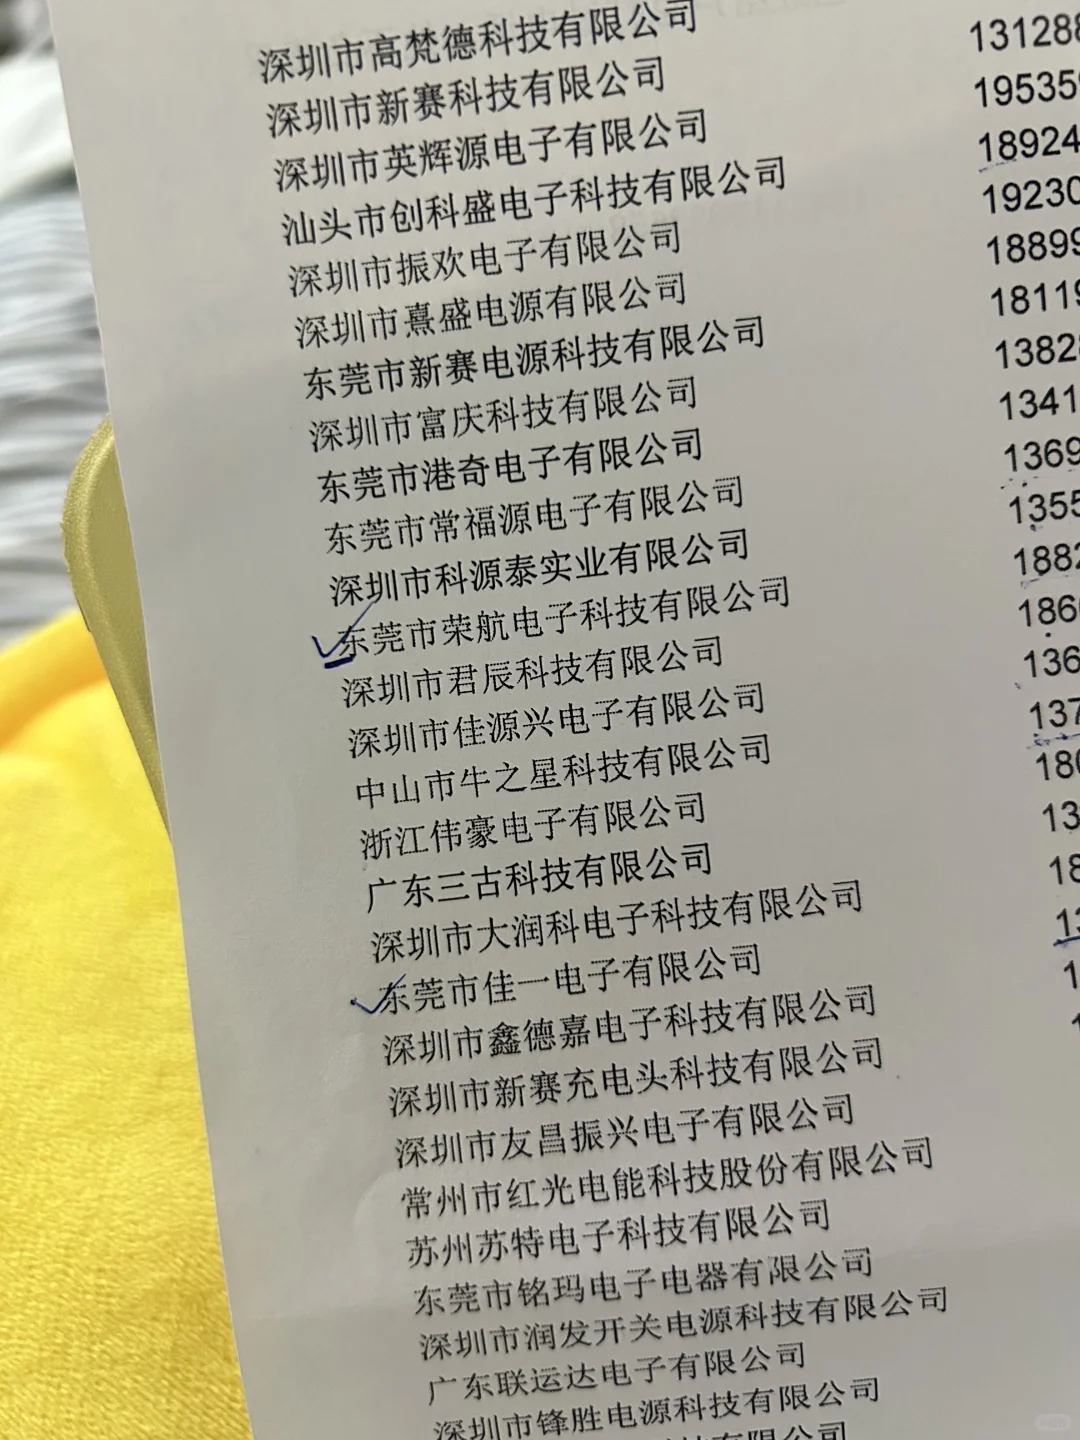 深圳市高梵德科技有限公司 131288
深圳市新赛科技有限公司 19535
深圳市英辉源电子有限公司 18924
汕头市创科盛电子科技有限公司 19230
深圳市振欢电子有限公司 18899
深圳市熹盛电源有限公司 18119
东莞市新赛电源科技有限公司 1382
深圳市富庆科技有限公司 1341
东莞市港奇电子有限公司 1369
东莞市常福源电子有限公司 1355
深圳市科源泰实业有限公司 1882
东莞市荣航电子科技有限公司 186
深圳市君辰科技有限公司 136
深圳市佳源兴电子有限公司 137
中山市牛之星科技有限公司 180
浙江伟豪电子有限公司 13
广东三古科技有限公司 18
深圳市大润科电子科技有限公司 13
东莞市佳一电子有限公司 1
深圳市鑫德嘉电子科技有限公司 1
深圳市新赛充电头科技有限公司
深圳市友昌振兴电子有限公司
常州市红光电能科技股份有限公司
苏州苏特电子科技有限公司
东莞市铭玛电子电器有限公司
深圳市润发开关电源科技有限公司
广东联运达电子有限公司
深圳市锋胜电源科技有限公司
有限公司